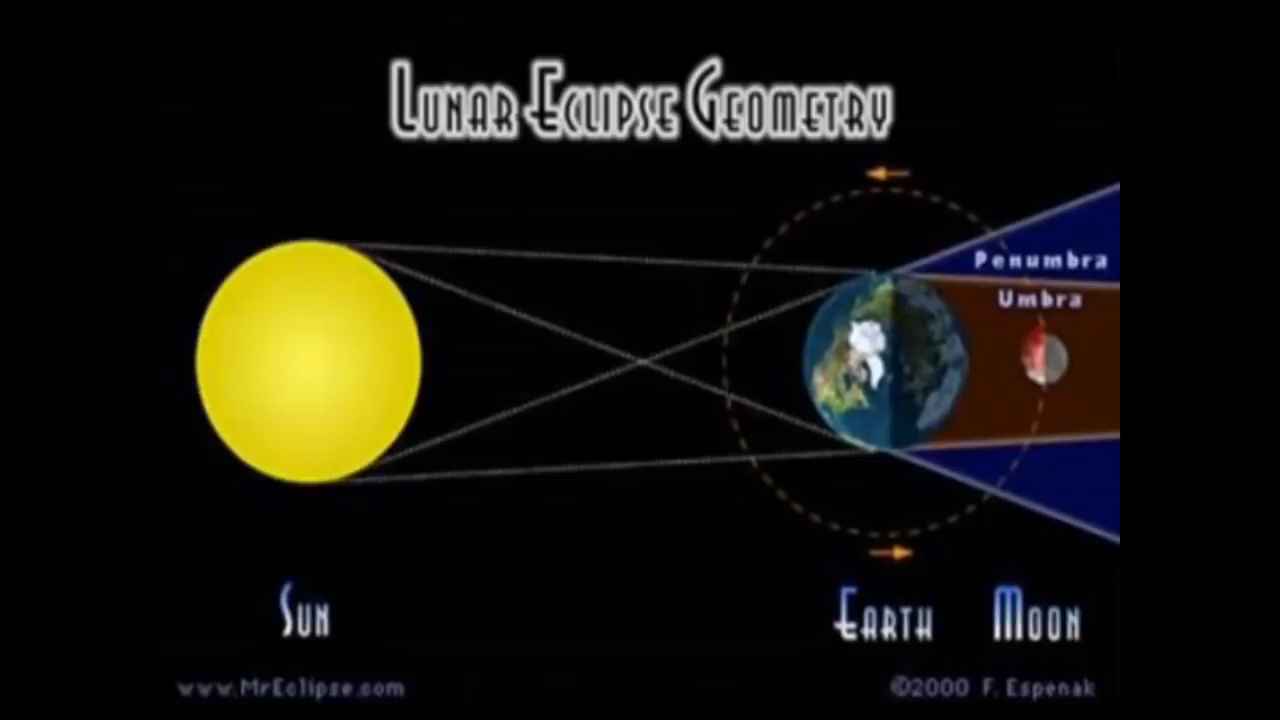 LUNAR ECLIPSE GEOMETRY
Penumbra
Umbra
SUN
EARTH
MOON
www.MrEclipse.com
©2000 F. Espenak